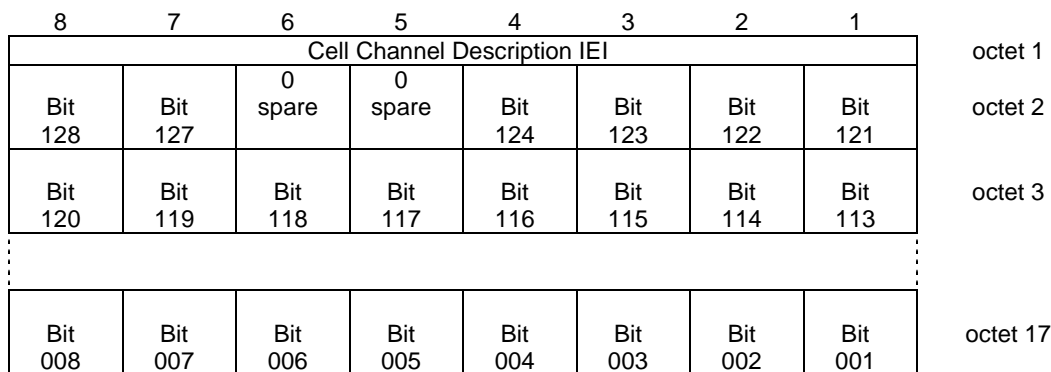 8 7 6 5 4 3 2 1
Cell Channel Description IEI octet 1
0 0
Bit Bit spare spare Bit Bit Bit Bit octet 2
128 127 124 123 122 121
Bit Bit Bit Bit Bit Bit Bit Bit octet 3
120 119 118 117 116 115 114 113
Bit Bit Bit Bit Bit Bit Bit Bit octet 17
008 007 006 005 004 003 002 001